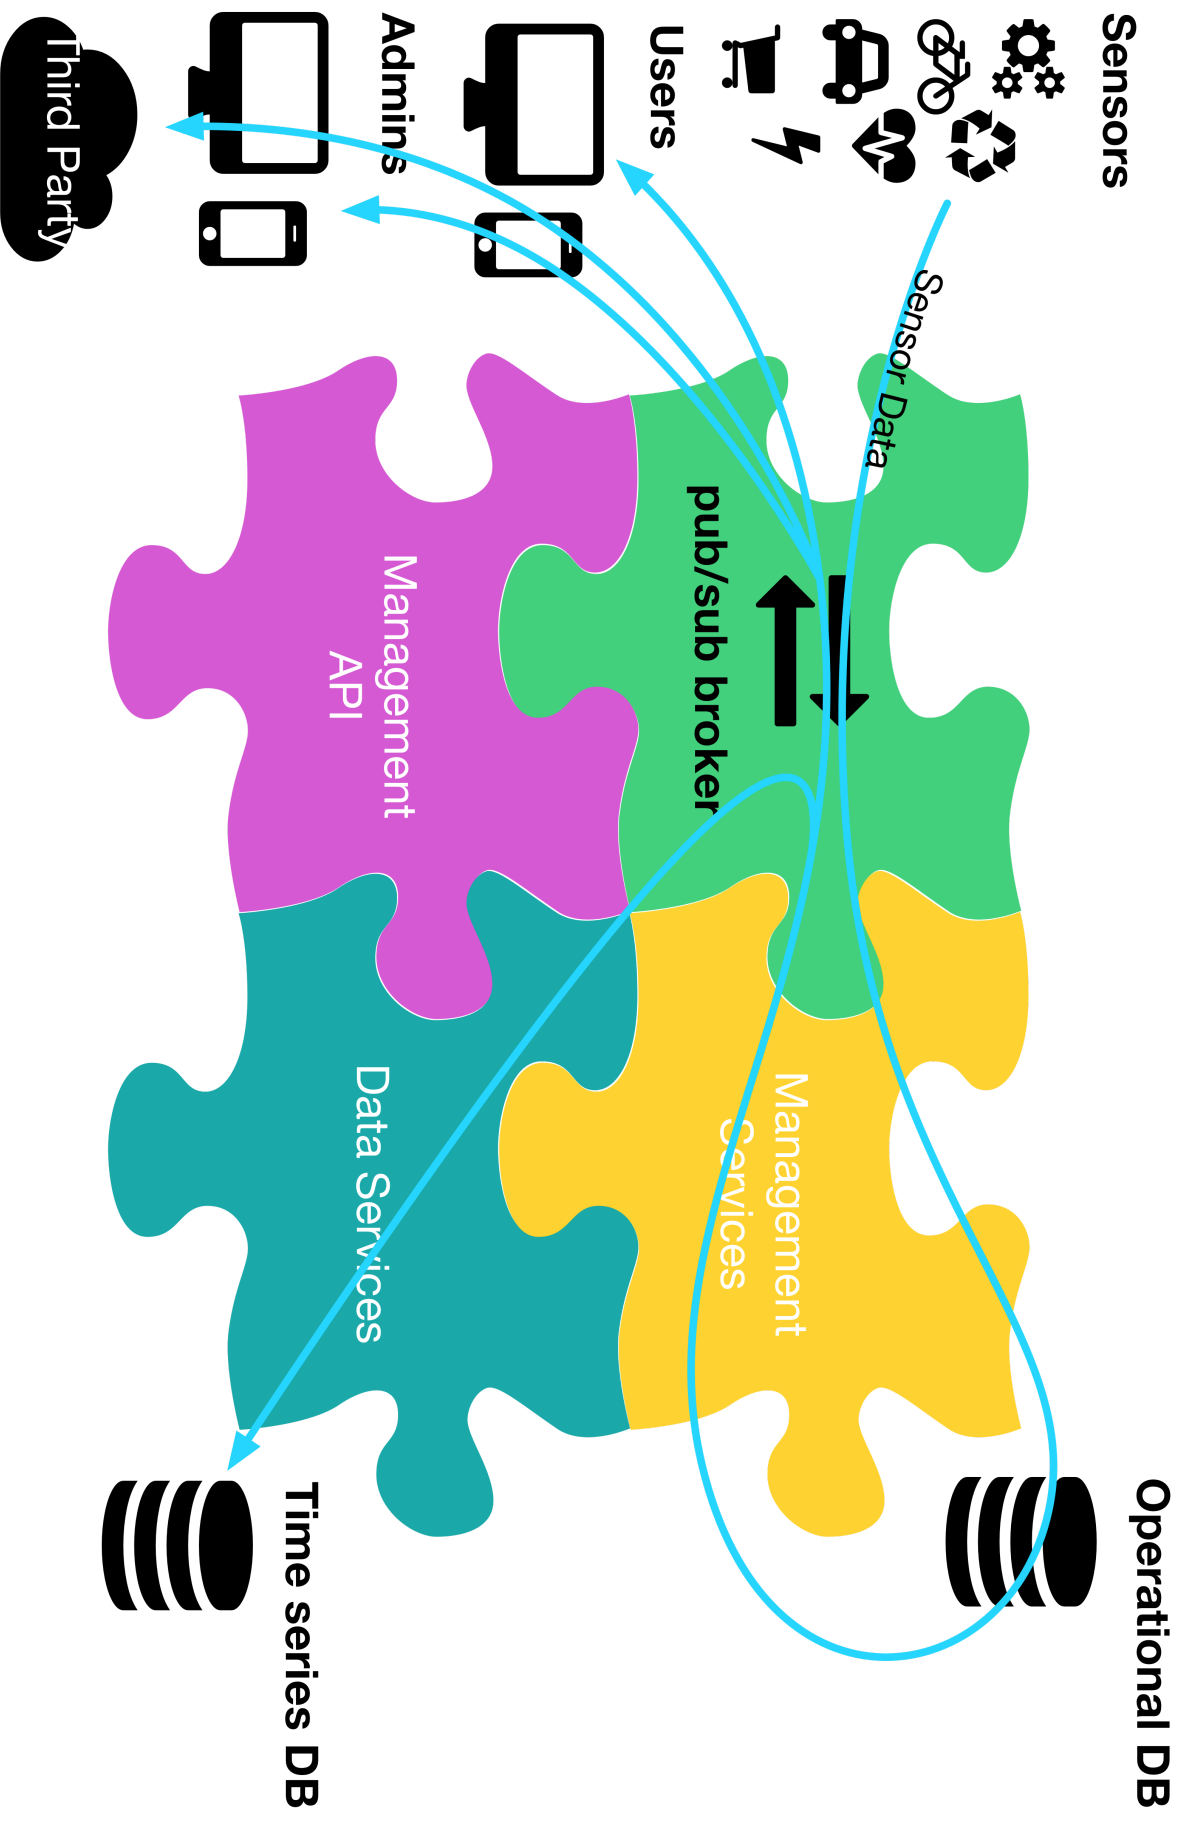 Sensors
Sensor Data
Users
Admins
Third Party
pub/sub broker
Management
API
Management
Services
Data Services
Operational DB
Time series DB